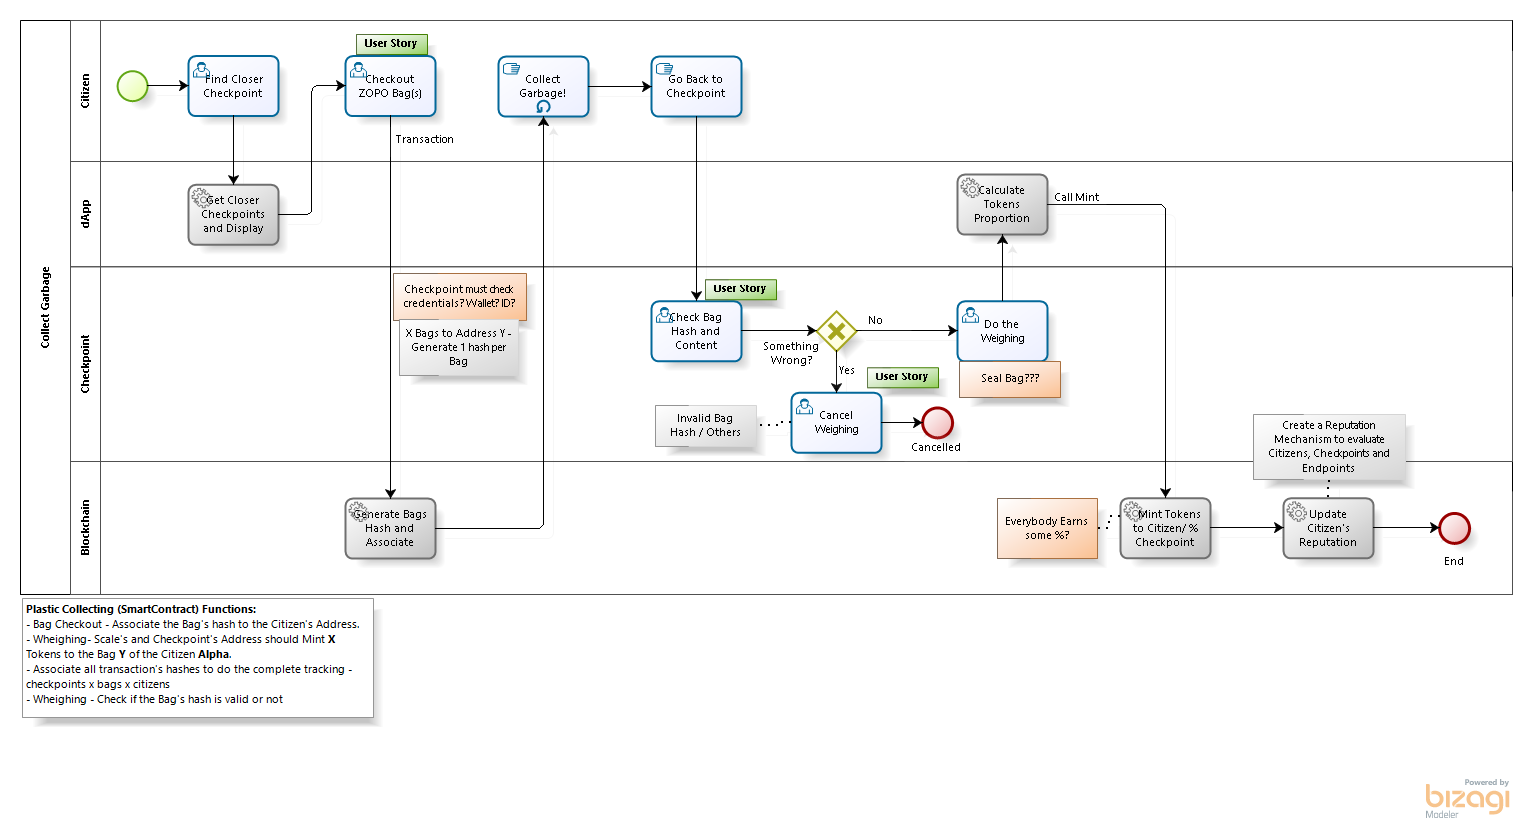 Collect Garbage
Citizen
Find Closer
Checkpoint
User Story
Checkout
ZOPO Bag(s)
Transaction
Collect
Garbage!
Go Back to
Checkpoint
dApp
Get Closer
Checkpoints
and Display
Calculate
Tokens
Proportion
Call Mint
Checkpoint
Checkpoint must check
credentials? Wallet? ID?
X Bags to Address Y -
Generate 1 hash per
Bag
User Story
Check Bag
Hash and
Content
Something
Wrong?
No
Yes
Do the
Weighing
Seal Bag???
User Story
Invalid Bag
Hash / Others
Cancel
Weighing
Cancelled
Create a Reputation
Mechanism to evaluate
Citizens, Checkpoints and
Endpoints
Blockchain
Generate Bags
Hash and
Associate
Everybody Earns
some %?
Mint Tokens
to Citizen/ %
Checkpoint
Update
Citizen's
Reputation
End
Plastic Collecting (SmartContract) Functions:
- Bag Checkout - Associate the Bag's hash to the Citizen's Address.
- Wheighing- Scale's and Checkpoint's Address should Mint X
Tokens to the Bag Y of the Citizen Alpha.
- Associate all transaction's hashes to do the complete tracking -
checkpoints x bags x citizens
- Wheighing - Check if the Bag's hash is valid or not
Powered by
bizagi
Modeler